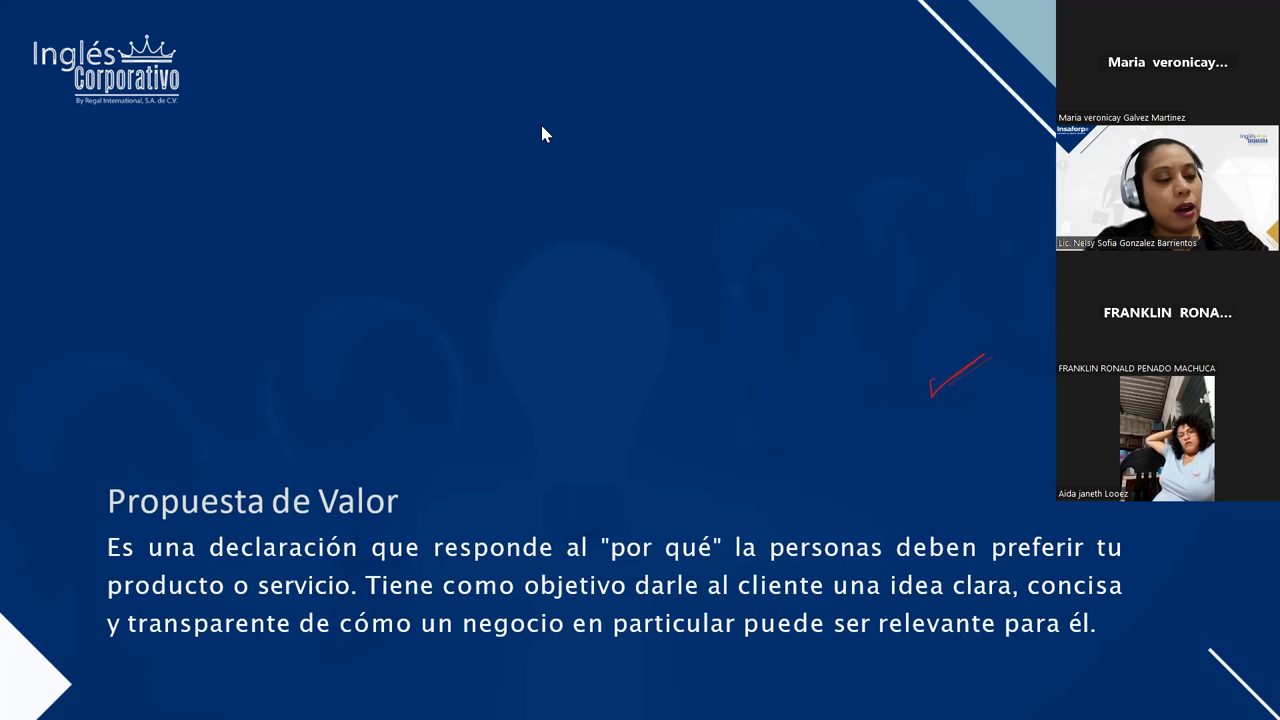 Inglés
Corporativo
By Regal International, S.A. de C.V.
Maria veronicay...
Maria veronicay Galvez Martinez
Insaforp
Inglés
Corporativo
Lic. Nelsy Sofia Gonzalez Barrientos
FRANKLIN RONA...
FRANKLIN RONALD PENADO MACHUCA
Aida janeth Looez
Propuesta de Valor
Es una declaración que responde al "por qué" la personas deben preferir tu
producto o servicio. Tiene como objetivo darle al cliente una idea clara, concisa
y transparente de cómo un negocio en particular puede ser relevante para él.